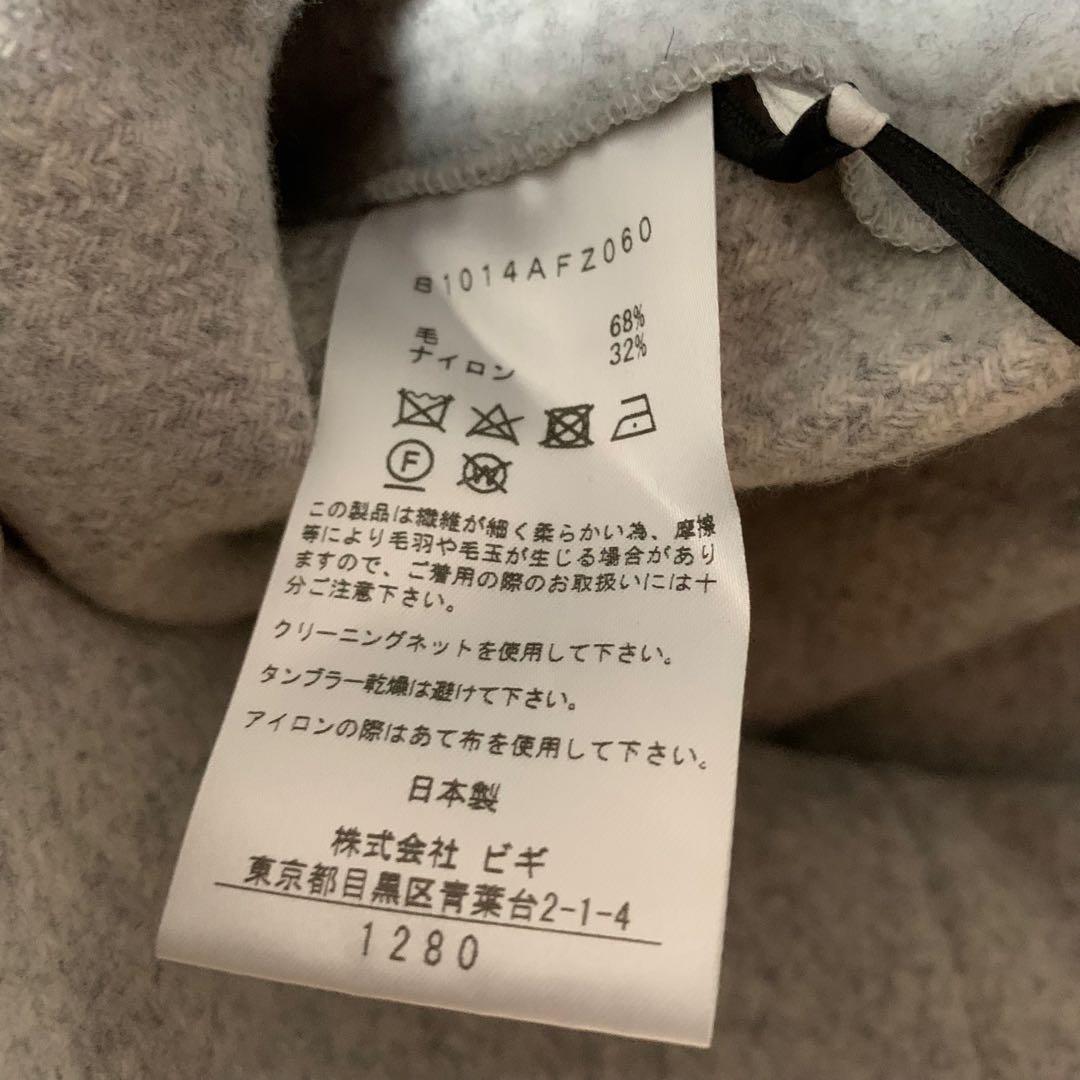 B1014AFZ060
毛 68%
ナイロン 32%
F W
この製品は繊維が細く柔らかい為、摩擦
等により毛羽や毛玉が生じる場合があり
ますので、ご着用の際のお取扱いには十
分ご注意下さい。
クリーニングネットを使用して下さい。
タンブラー乾燥は避けて下さい。
アイロンの際はあて布を使用して下さい。
日本製
株式会社 ビギ
東京都目黒区青葉台2-1-4
1280